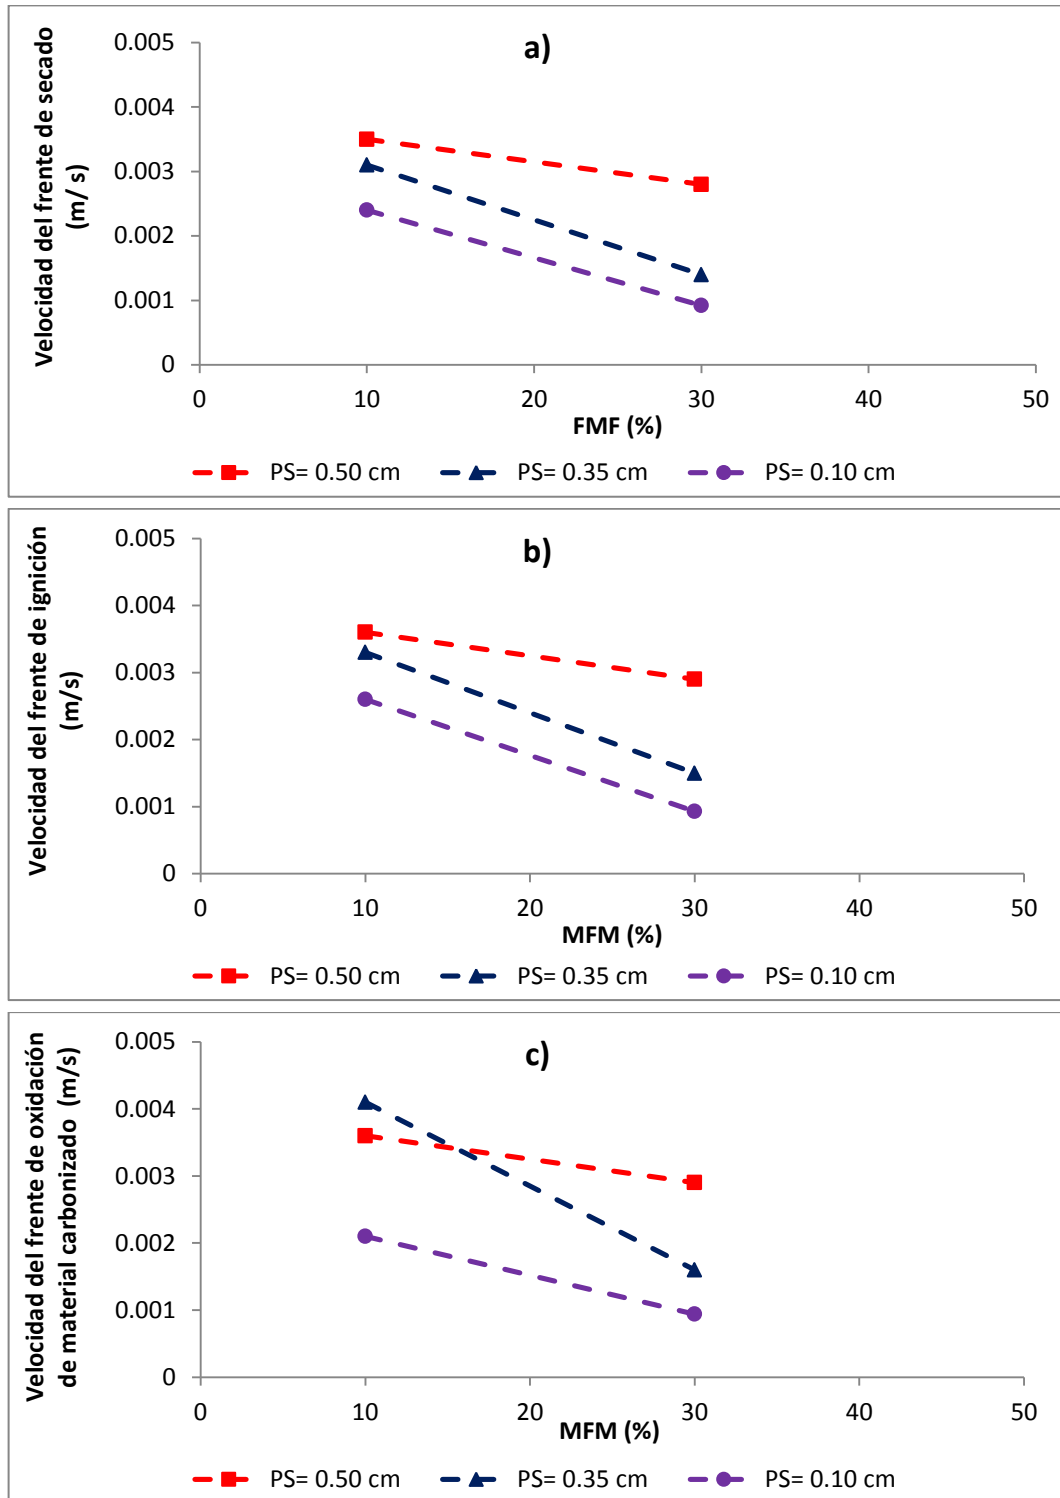 a)
Velocidad del frente de secado
(m/ s)
0.005
0.004
0.003
0.002
0.001
0
0 10 20 30 40 50
FMF (%)
PS= 0.50 cm PS= 0.35 cm PS= 0.10 cm
b)
Velocidad del frente de ignición
(m/s)
0.005
0.004
0.003
0.002
0.001
0
0 10 20 30 40 50
MFM (%)
PS= 0.50 cm PS= 0.35 cm PS= 0.10 cm
c)
Velocidad del frente de oxidación
de material carbonizado (m/s)
0.005
0.004
0.003
0.002
0.001
0
0 10 20 30 40 50
MFM (%)
PS= 0.50 cm PS= 0.35 cm PS= 0.10 cm